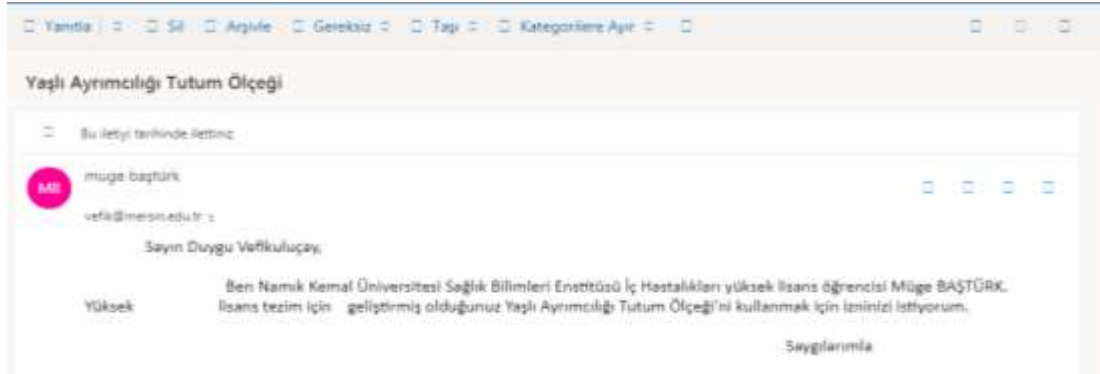 Yanıtla Sil Arşivle Gereksiz Taşı Kategorilere Ayır
Yaşlı Ayrımcılığı Tutum Ölçeği
Bu iletiyi tarihinde ilettiniz
MB
müge baştürk
vefik@mersin.edu.tr
Sayın Duygu Vefikuluçay,
Ben Namık Kemal Üniversitesi Sağlık Bilimleri Enstitüsü İç Hastalıkları yüksek lisans öğrencisi Müge BAŞTÜRK.
Yüksek lisans tezim için geliştirmiş olduğunuz Yaşlı Ayrımcılığı Tutum Ölçeği'ni kullanmak için izninizi istiyorum.
Saygılarımla